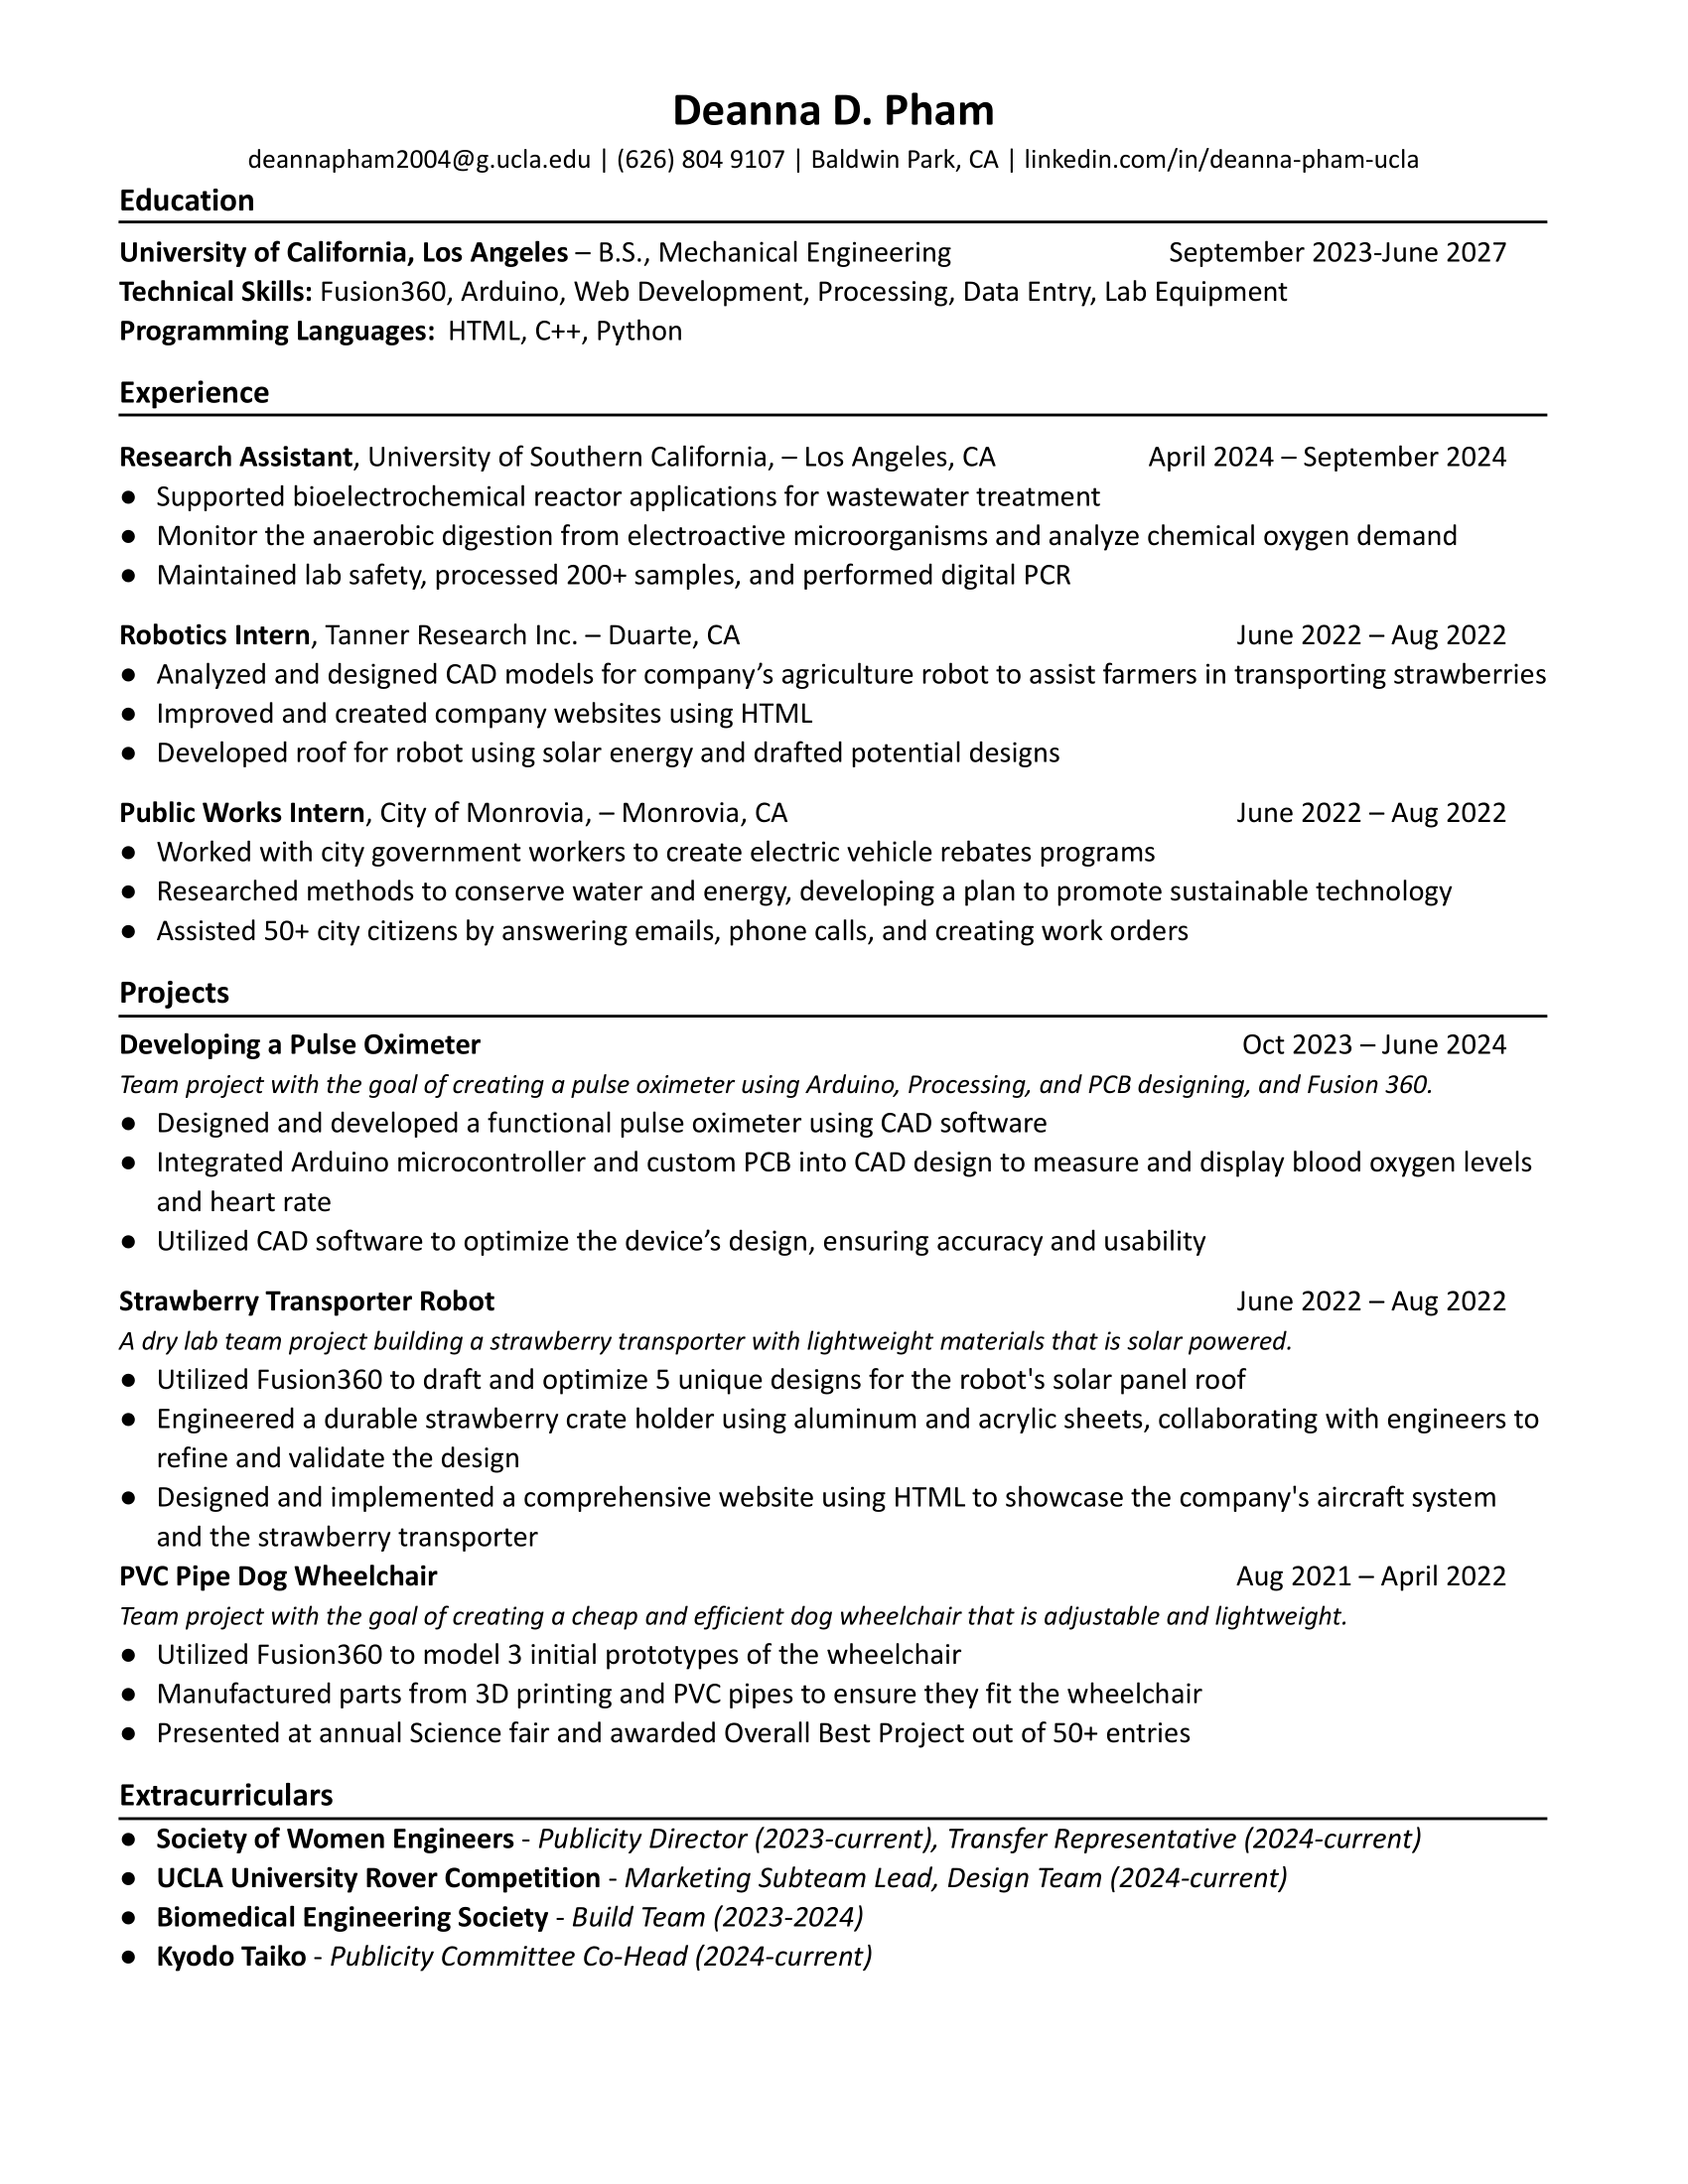 Deanna D. Pham
deannapham2004@g.ucla.edu | (626) 804 9107 | Baldwin Park, CA | linkedin.com/in/deanna-pham-ucla
Education
University of California, Los Angeles – B.S., Mechanical Engineering September 2023-June 2027
Technical Skills: Fusion360, Arduino, Web Development, Processing, Data Entry, Lab Equipment
Programming Languages: HTML, C++, Python
Experience
Research Assistant, University of Southern California, – Los Angeles, CA April 2024 – September 2024
● Supported bioelectrochemical reactor applications for wastewater treatment
● Monitor the anaerobic digestion from electroactive microorganisms and analyze chemical oxygen demand
● Maintained lab safety, processed 200+ samples, and performed digital PCR
Robotics Intern, Tanner Research Inc. – Duarte, CA June 2022 – Aug 2022
● Analyzed and designed CAD models for company’s agriculture robot to assist farmers in transporting strawberries
● Improved and created company websites using HTML
● Developed roof for robot using solar energy and drafted potential designs
Public Works Intern, City of Monrovia, – Monrovia, CA June 2022 – Aug 2022
● Worked with city government workers to create electric vehicle rebates programs
● Researched methods to conserve water and energy, developing a plan to promote sustainable technology
● Assisted 50+ city citizens by answering emails, phone calls, and creating work orders
Projects
Developing a Pulse Oximeter Oct 2023 – June 2024
Team project with the goal of creating a pulse oximeter using Arduino, Processing, and PCB designing, and Fusion 360.
● Designed and developed a functional pulse oximeter using CAD software
● Integrated Arduino microcontroller and custom PCB into CAD design to measure and display blood oxygen levels
and heart rate
● Utilized CAD software to optimize the device’s design, ensuring accuracy and usability
Strawberry Transporter Robot June 2022 – Aug 2022
A dry lab team project building a strawberry transporter with lightweight materials that is solar powered.
● Utilized Fusion360 to draft and optimize 5 unique designs for the robot's solar panel roof
● Engineered a durable strawberry crate holder using aluminum and acrylic sheets, collaborating with engineers to
refine and validate the design
● Designed and implemented a comprehensive website using HTML to showcase the company's aircraft system
and the strawberry transporter
PVC Pipe Dog Wheelchair Aug 2021 – April 2022
Team project with the goal of creating a cheap and efficient dog wheelchair that is adjustable and lightweight.
● Utilized Fusion360 to model 3 initial prototypes of the wheelchair
● Manufactured parts from 3D printing and PVC pipes to ensure they fit the wheelchair
● Presented at annual Science fair and awarded Overall Best Project out of 50+ entries
Extracurriculars
● Society of Women Engineers - Publicity Director (2023-current), Transfer Representative (2024-current)
● UCLA University Rover Competition - Marketing Subteam Lead, Design Team (2024-current)
● Biomedical Engineering Society - Build Team (2023-2024)
● Kyodo Taiko - Publicity Committee Co-Head (2024-current)